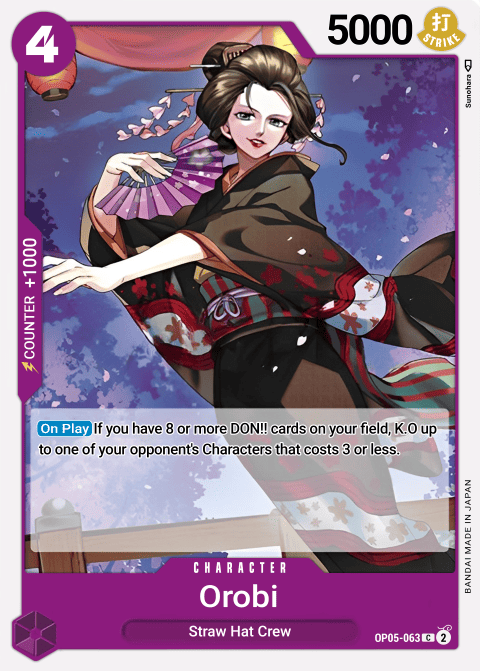 4
5000
打
STRIKE
Sunohara
COUNTER +1000
On Play If you have 8 or more DON!! cards on your field, K.O up
to one of your opponent's Characters that costs 3 or less.
BANDAI MADE IN JAPAN
CHARACTER
Orobi
Straw Hat Crew
OP05-063 C 2